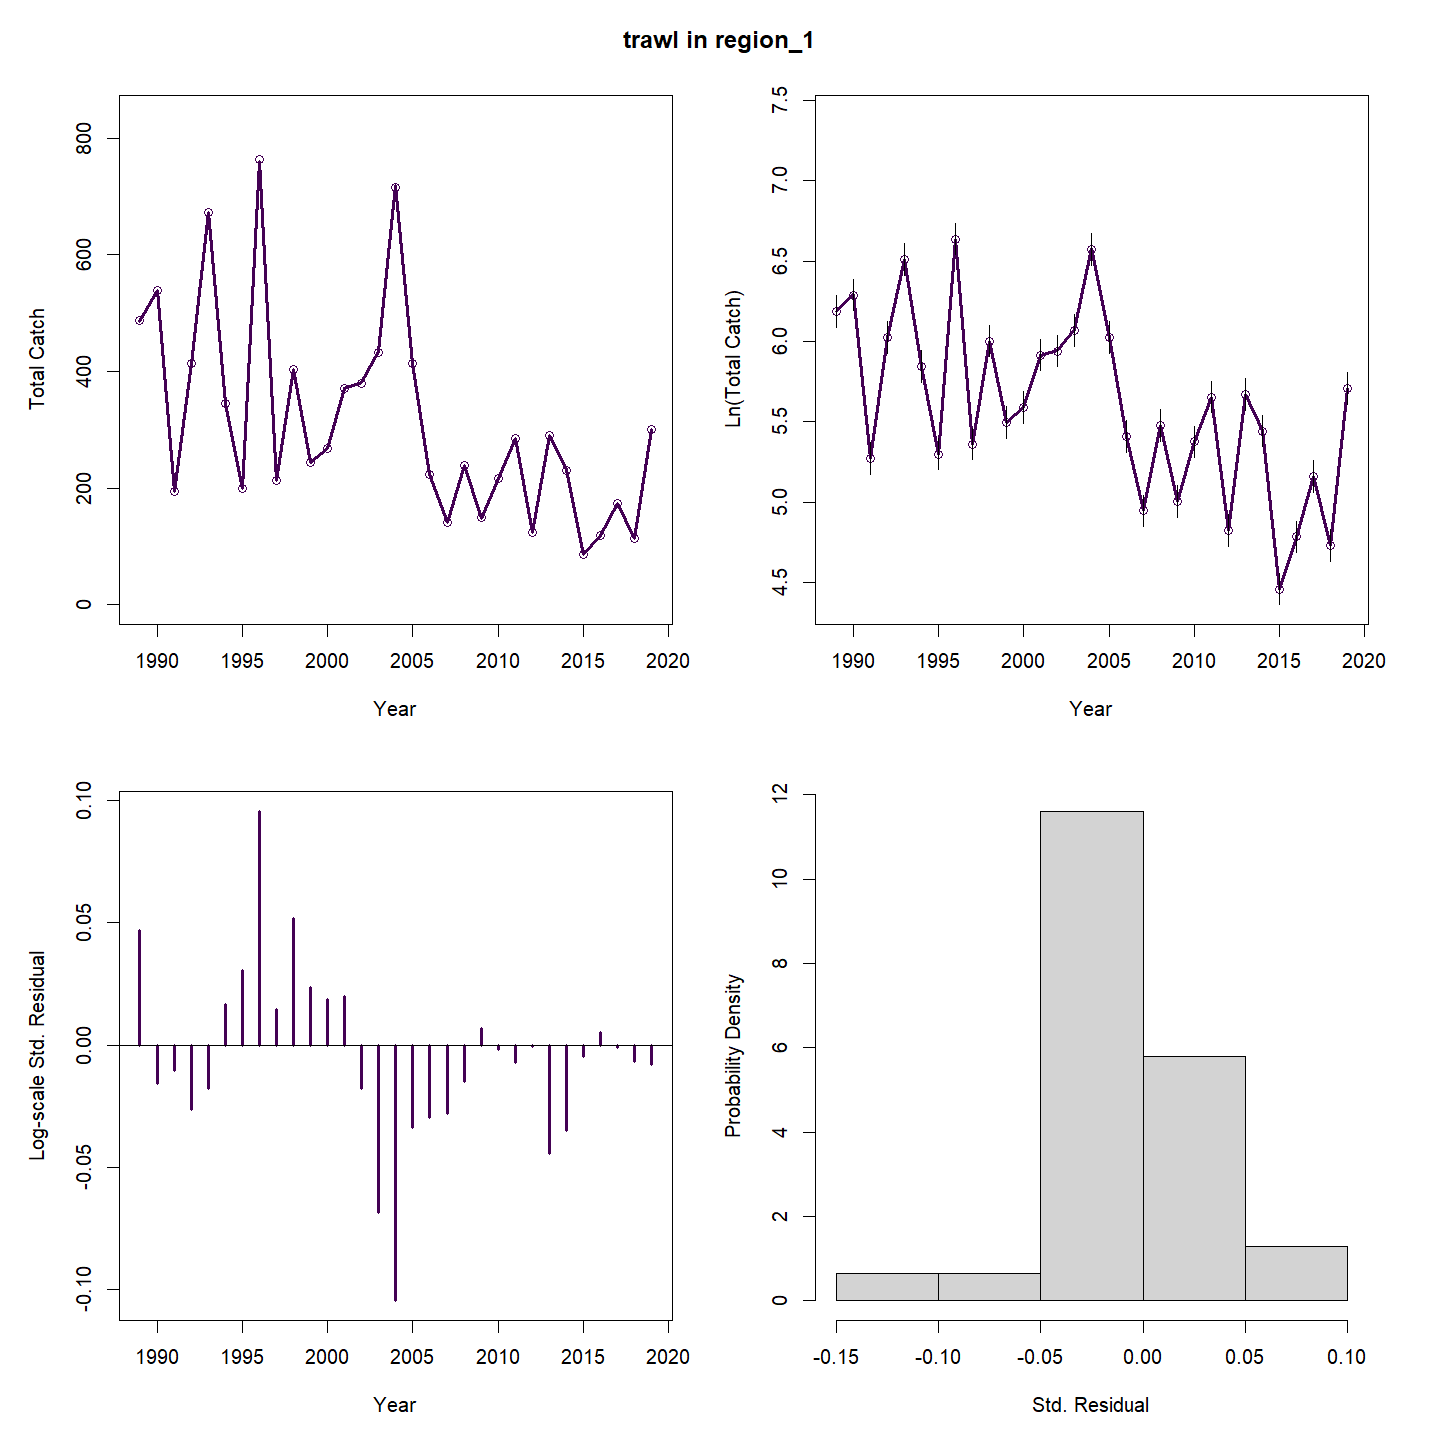 trawl in region_1
Total Catch
800
600
400
200
0
1990 1995 2000 2005 2010 2015 2020
Year
Ln(Total Catch)
7.5
7.0
6.5
6.0
5.5
5.0
4.5
1990 1995 2000 2005 2010 2015 2020
Year
Log-scale Std. Residual
0.10
0.05
0.00
-0.05
-0.10
1990 1995 2000 2005 2010 2015 2020
Year
Probability Density
12
10
8
6
4
2
0
-0.15 -0.10 -0.05 0.00 0.05 0.10
Std. Residual